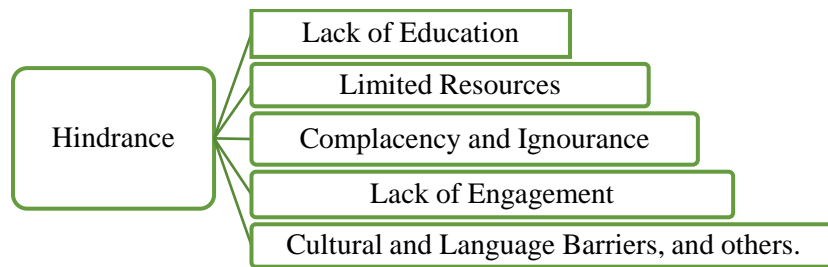 Hindrance
Lack of Education
Limited Resources
Complacency and Ignourance
Lack of Engagement
Cultural and Language Barriers, and others.